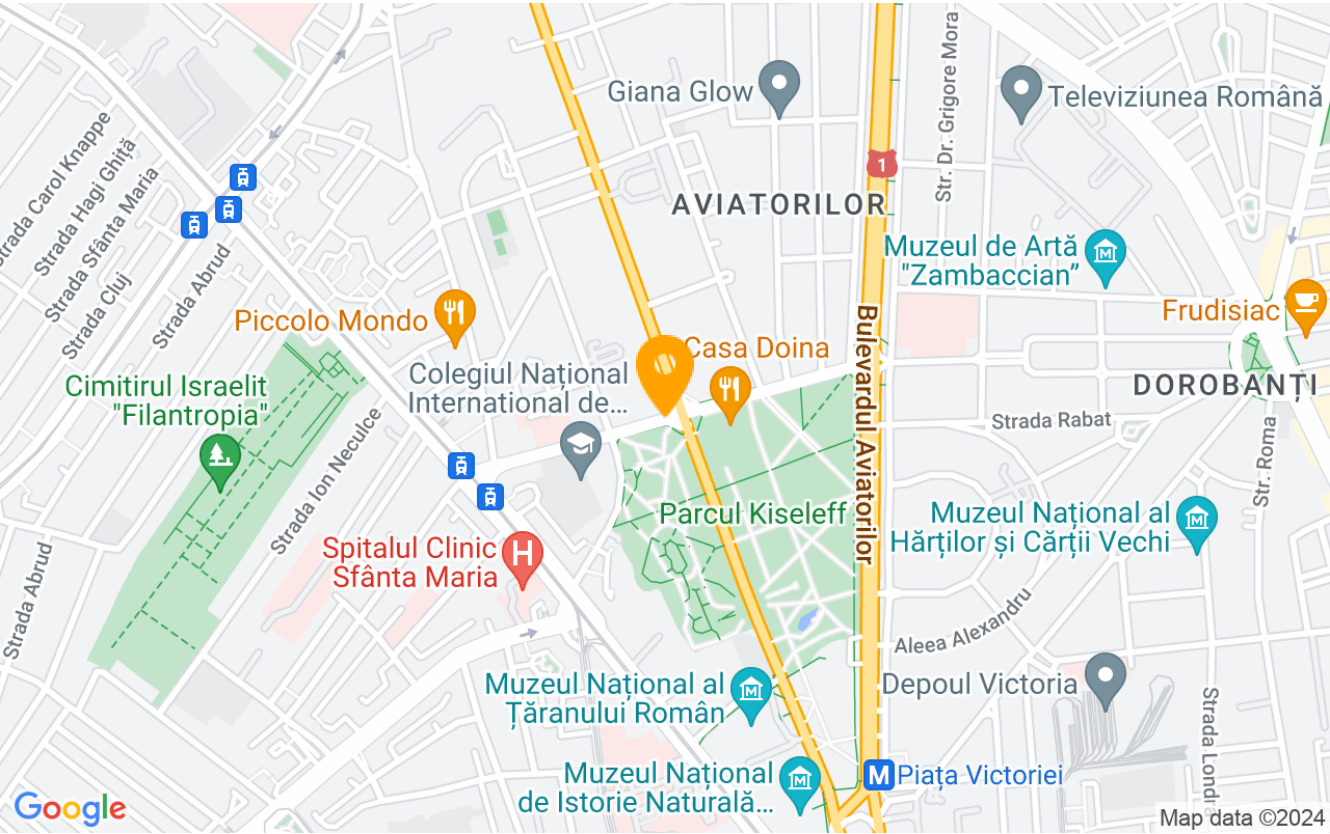 Giana Glow
Televiziunea Română
Str. Dr. Grigore Mora
1
Strada Carol Knappe
Strada Hagi Ghiță
Strada Sfânta Maria
Strada Cluj
Strada Abrud
AVIATORILOR
Muzeul de Artă
"Zambaccian”
Piccolo Mondo
Frudisiac
Casa Doina
Bulevardul Aviatorilor
Colegiul Național
Internațional de...
Cimitirul Israelit
"Filantropia"
DOROBANȚI
Strada Rabat
Str. Roma
Strada Ion Neculce
Parcul Kiseleff
Muzeul Național al
Hărților și Cărții Vechi
Spitalul Clinic
Sfânta Maria
H
Strada Abrud
Aleea Alexandru
Muzeul Național al
Țăranului Român
Depoul Victoria
Strada Londra
Muzeul Național
de Istorie Naturală...
M
Piața Victoriei
Google
Map data ©2024